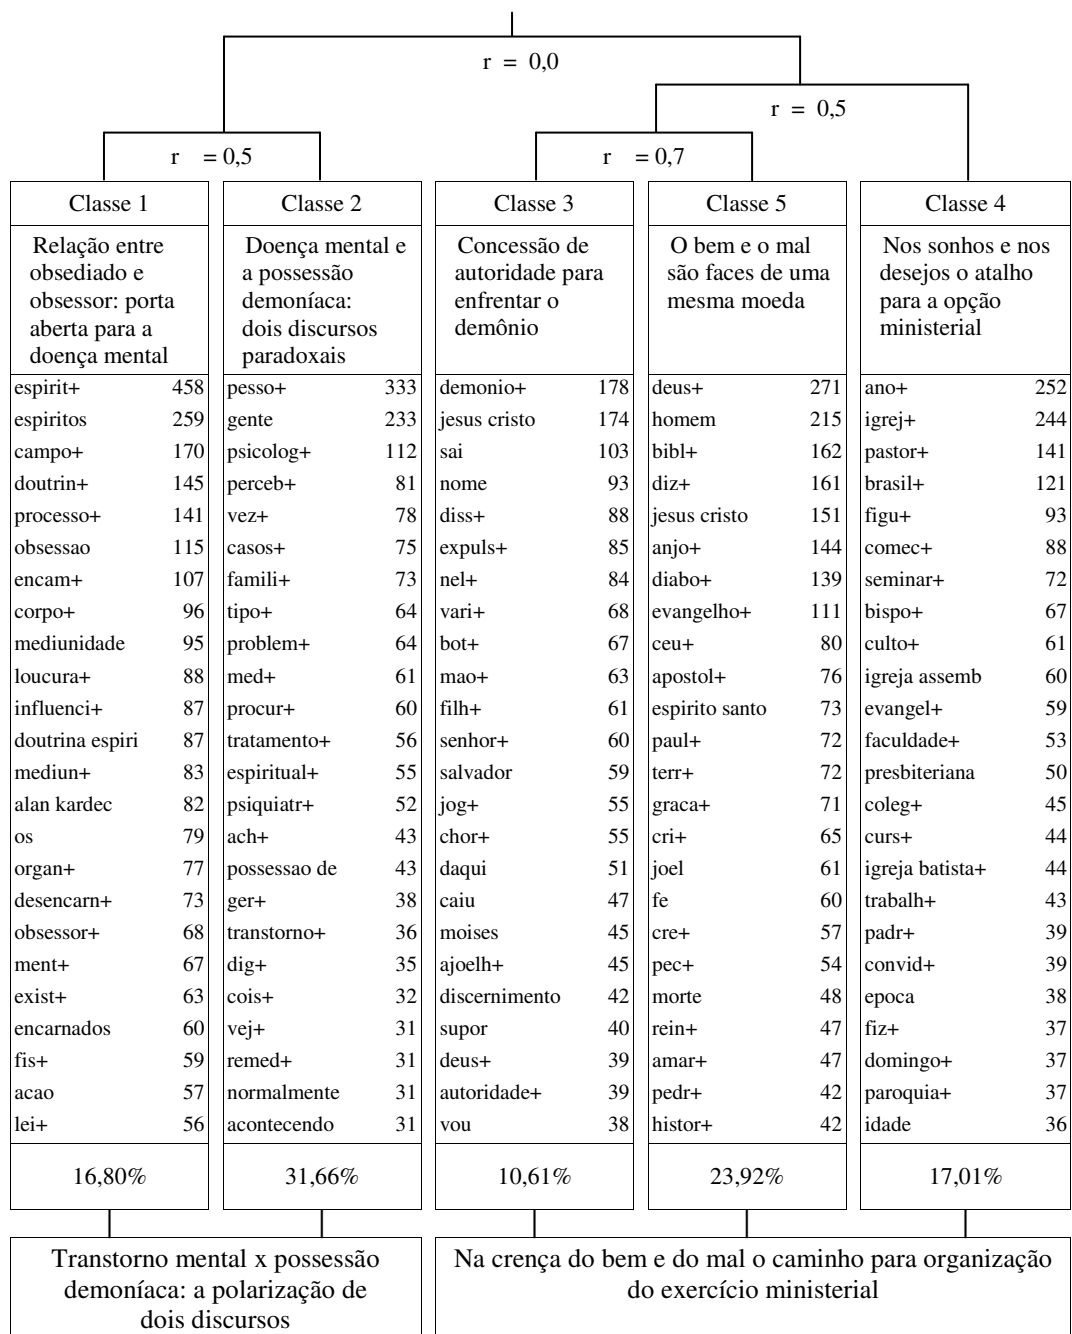 r = 0,0
r = 0,5
r = 0,5
r = 0,7
Classe 1
Classe 2
Classe 3
Classe 5
Classe 4
Relação entre
obsediado e
obsessor: porta
aberta para a
doença mental
Doença mental e
a possessão
demoníaca:
dois discursos
paradoxais
Concessão de
autoridade para
enfrentar o
demônio
O bem e o mal
são faces de uma
mesma moeda
Nos sonhos e nos
desejos o atalho
para a opção
ministerial
espirit+ 458
espiritos 259
campo+ 170
doutrin+ 145
processo+ 141
obsessao 115
encam+ 107
corpo+ 96
mediunidade 95
loucura+ 88
influenci+ 87
doutrina espiri 87
mediun+ 83
alan kardec 82
os 79
organ+ 77
desencarn+ 73
obsessor+ 68
ment+ 67
exist+ 63
encarnados 60
fis+ 59
acao 57
lei+ 56
pesso+ 333
gente 233
psicolog+ 112
perceb+ 81
vez+ 78
casos+ 75
famili+ 73
tipo+ 64
problem+ 64
med+ 61
procur+ 60
tratamento+ 56
espiritual+ 55
psiquiatr+ 52
ach+ 43
possessao de 43
ger+ 38
transtorno+ 36
dig+ 35
cois+ 32
vej+ 31
remed+ 31
normalmente 31
acontecendo 31
demonio+ 178
jesus cristo 174
sai 103
nome 93
diss+ 88
expuls+ 85
nel+ 84
vari+ 68
bot+ 67
mao+ 63
filh+ 61
senhor+ 60
salvador 59
jog+ 55
chor+ 55
daqui 51
caiu 47
moises 45
ajoelh+ 45
discernimento 42
supor 40
deus+ 39
autoridade+ 39
vou 38
deus+ 271
homem 215
bibl+ 162
diz+ 161
jesus cristo 151
anjo+ 144
diabo+ 139
evangelho+ 111
ceu+ 80
apostol+ 76
espirito santo 73
paul+ 72
terr+ 72
graca+ 71
cri+ 65
joel 61
fe 60
cre+ 57
pec+ 54
morte 48
rein+ 47
amar+ 47
pedr+ 42
histor+ 42
ano+ 252
igrej+ 244
pastor+ 141
brasil+ 121
figu+ 93
comec+ 88
seminar+ 72
bispo+ 67
culto+ 61
igreja assemb 60
evangel+ 59
faculdade+ 53
presbiteriana 50
coleg+ 45
curs+ 44
igreja batista+ 44
trabalh+ 43
padr+ 39
convid+ 39
epoca 38
fiz+ 37
domingo+ 37
paroquia+ 37
idade 36
16,80%
31,66%
10,61%
23,92%
17,01%
Transtorno mental x possessão
demoníaca: a polarização de
dois discursos
Na crença do bem e do mal o caminho para organização
do exercício ministerial